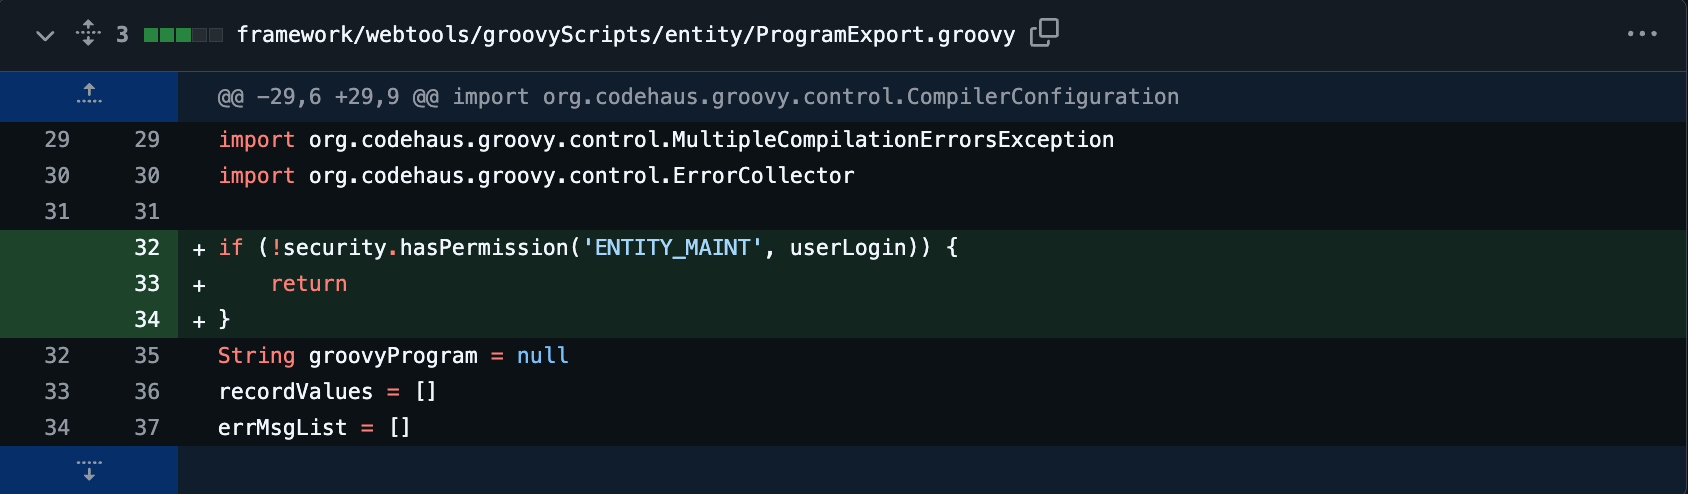 3 framework/webtools/groovyScripts/entity/ProgramExport.groovy
@@ -29,6 +29,9 @@ import org.codehaus.groovy.control.CompilerConfiguration
29 29 import org.codehaus.groovy.control.MultipleCompilationErrorsException
30 30 import org.codehaus.groovy.control.ErrorCollector
31 31
32 + if (!security.hasPermission('ENTITY_MAINT', userLogin)) {
33 +     return
34 + }
32 35 String groovyProgram = null
33 36 recordValues = []
34 37 errMsgList = []